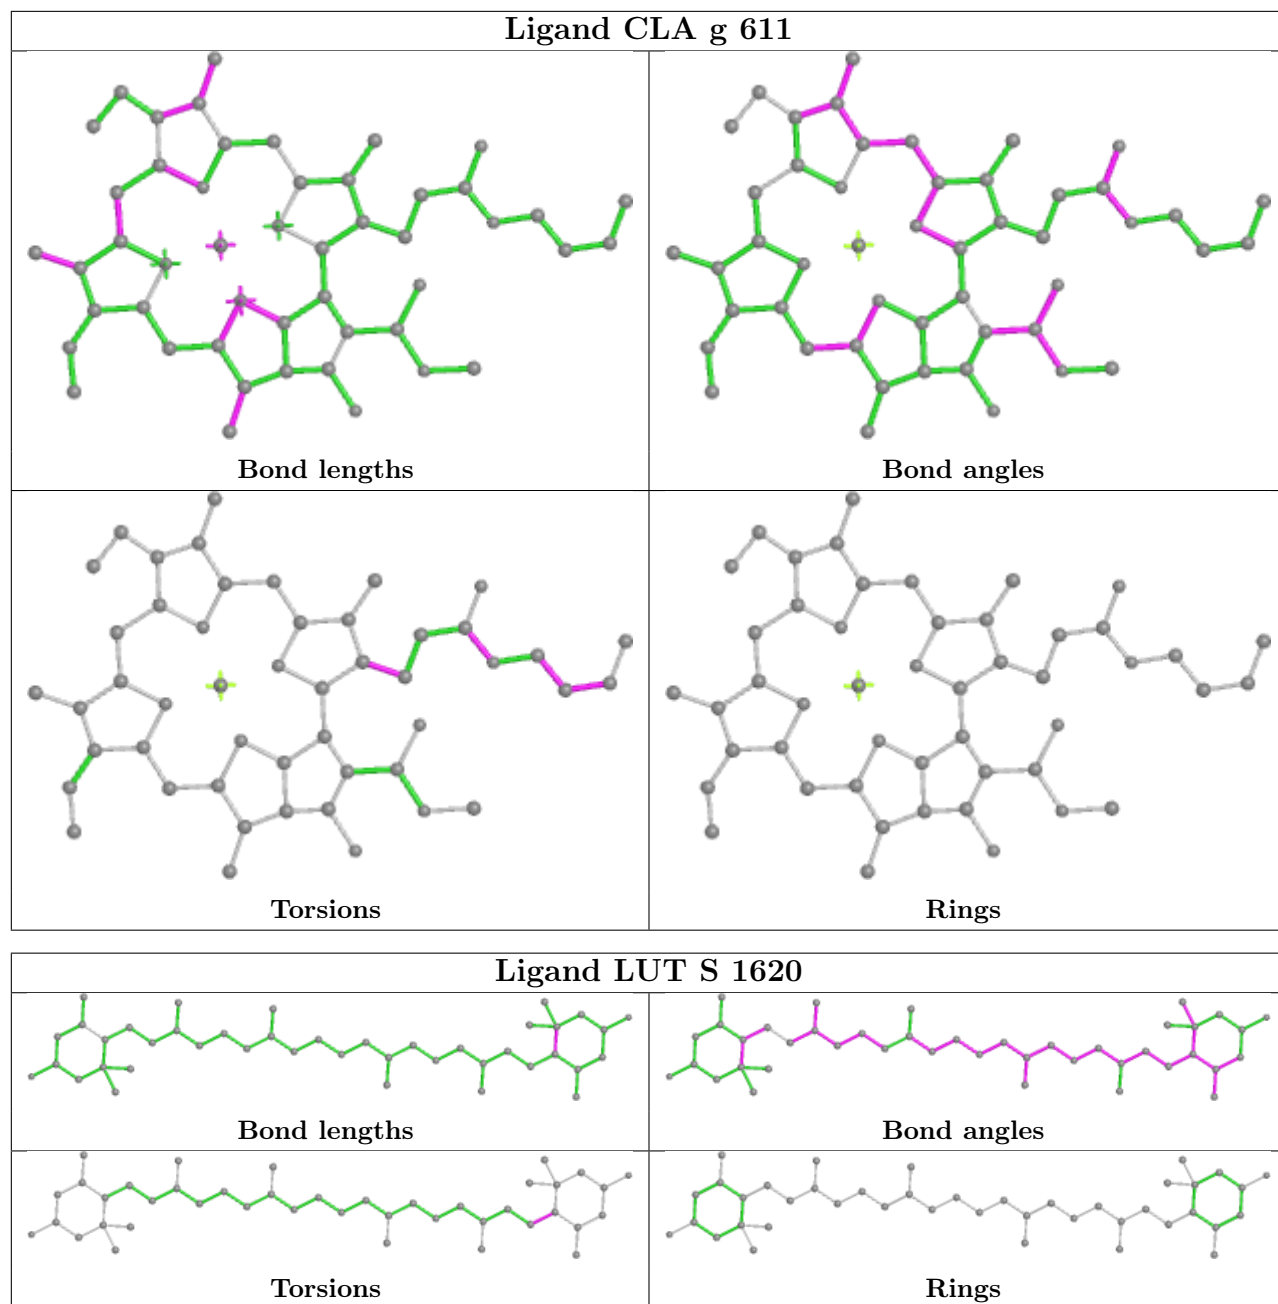 Ligand CLA g 611
Bond lengths
Bond angles
Torsions
Rings
Ligand LUT S 1620
Bond lengths
Bond angles
Torsions
Rings